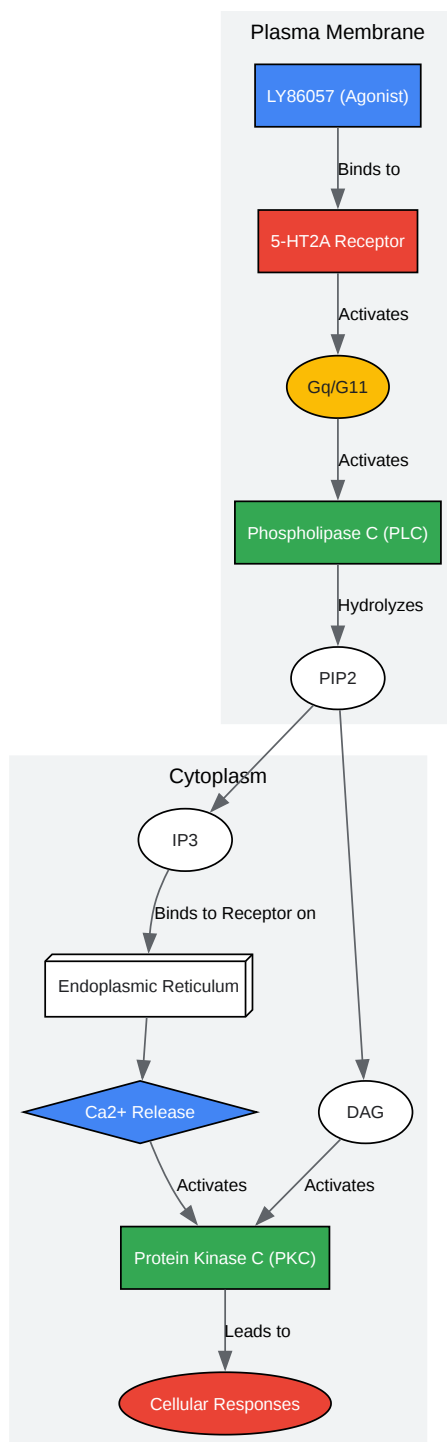 Plasma Membrane
LY86057 (Agonist)
Binds to
5-HT2A Receptor
Activates
Gq/G11
Activates
Phospholipase C (PLC)
Hydrolyzes
PIP2
Cytoplasm
IP3
Binds to Receptor on
Endoplasmic Reticulum
Ca2+ Release
DAG
Activates
Activates
Protein Kinase C (PKC)
Leads to
Cellular Responses